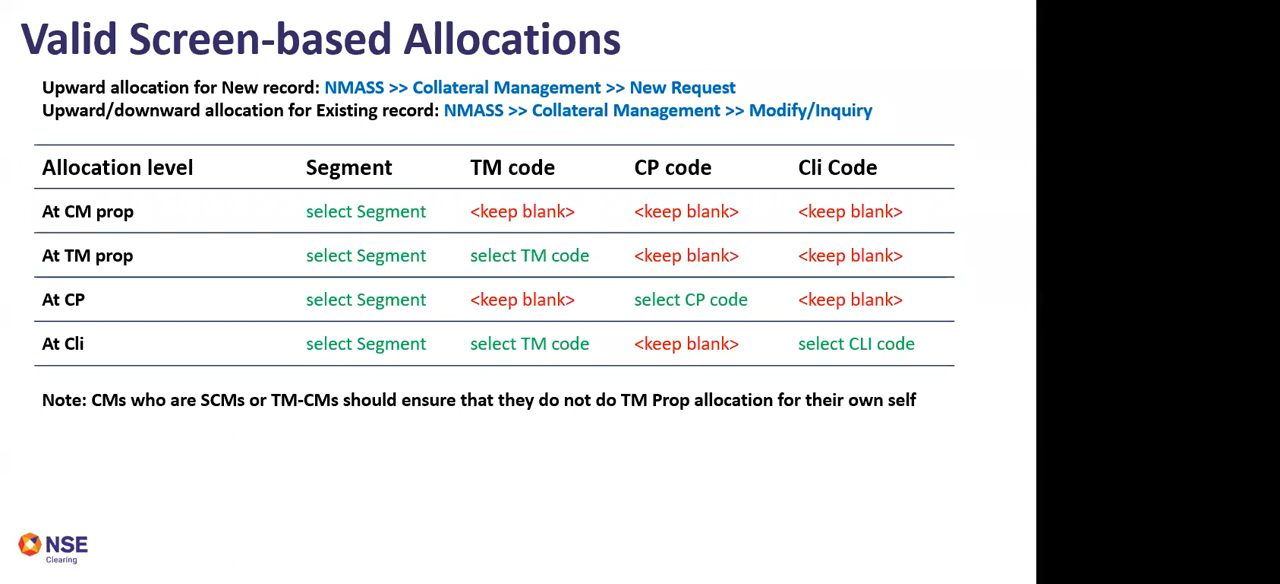 Valid Screen-based Allocations
Upward allocation for New record: NMASS >> Collateral Management >> New Request
Upward/downward allocation for Existing record: NMASS >> Collateral Management >> Modify/Inquiry
Allocation level Segment TM code CP code Cli Code
At CM prop select Segment <keep blank> <keep blank> <keep blank>
At TM prop select Segment select TM code <keep blank> <keep blank>
At CP select Segment <keep blank> select CP code <keep blank>
At Cli select Segment select TM code <keep blank> select CLI code
Note: CMs who are SCMs or TM-CMs should ensure that they do not do TM Prop allocation for their own self
NSE
Clearing